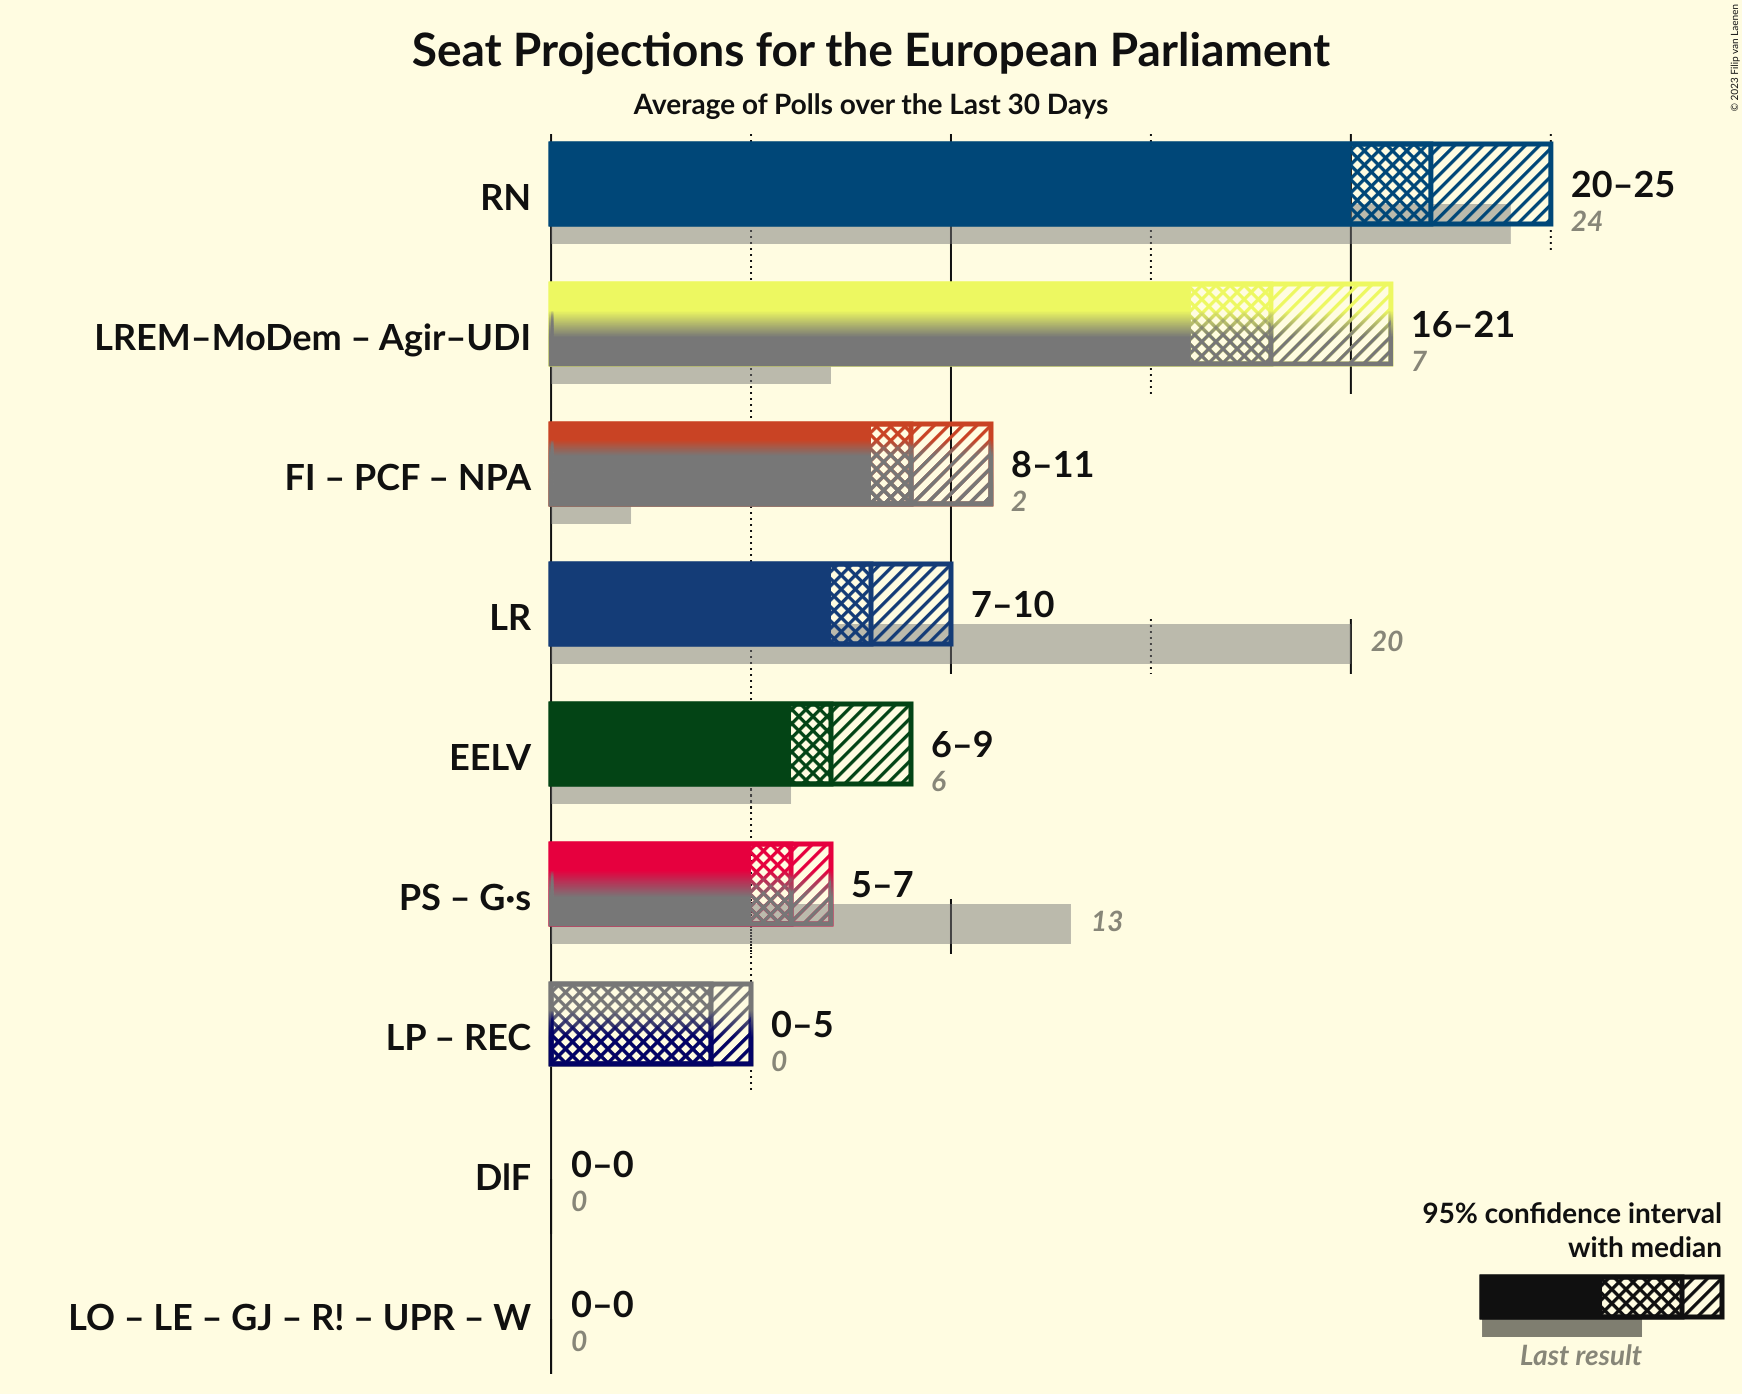 Seat Projections for the European Parliament
Average of Polls over the Last 30 Days
© 2023 Filip van Laenen
RN
20–25
24
LREM–MoDem – Agir–UDI
16–21
7
FI – PCF – NPA
8–11
2
LR
7–10
20
EELV
6–9
6
PS – G·s
5–7
13
LP – REC
0–5
0
DlF
0–0
0
LO – LE – GJ – R! – UPR – W
0–0
0
95% confidence interval
with median
Last result